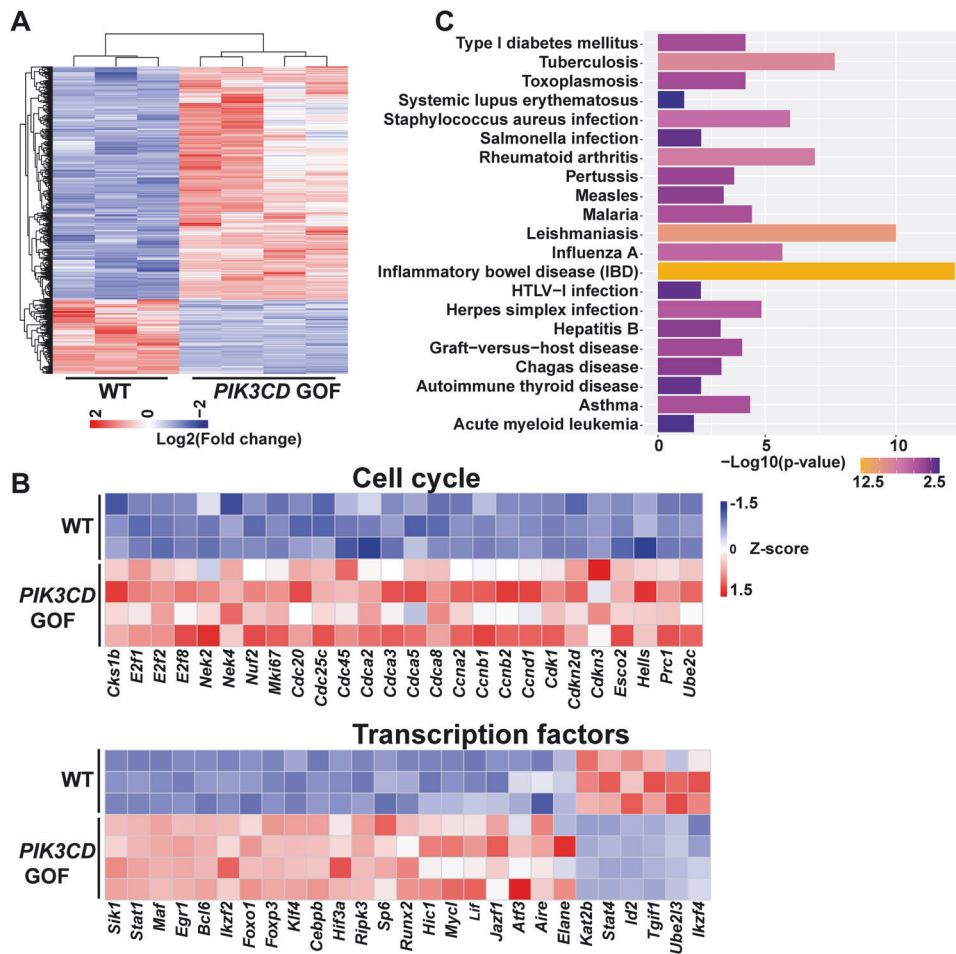 A
WT
PIK3CD GOF
2
0
−2
Log2(Fold change)
C
Type I diabetes mellitus
Tuberculosis
Toxoplasmosis
Systemic lupus erythematosus
Staphylococcus aureus infection
Salmonella infection
Rheumatoid arthritis
Pertussis
Measles
Malaria
Leishmaniasis
Influenza A
Inflammatory bowel disease (IBD)
HTLV−I infection
Herpes simplex infection
Hepatitis B
Graft−versus−host disease
Chagas disease
Autoimmune thyroid disease
Asthma
Acute myeloid leukemia
0
5
10
−Log10(p-value)
12.5
2.5
B
Cell cycle
WT
PIK3CD
GOF
Cks1b
E2f1
E2f2
E2f8
Nek2
Nek4
Nuf2
Mki67
Cdc20
Cdc25c
Cdc45
Cdca2
Cdca3
Cdca5
Cdca8
Ccna2
Ccnb1
Ccnb2
Ccnd1
Cdk1
Cdkn2d
Cdkn3
Esco2
Hells
Prc1
Ube2c
-1.5
0
Z-score
1.5
Transcription factors
WT
PIK3CD
GOF
Sik1
Stat1
Maf
Egr1
Bcl6
Ikzf2
Foxo1
Foxp3
Klf4
Cebpb
Hif3a
Ripk3
Sp6
Runx2
Hic1
Mycl
Lif
Jazf1
Atf3
Aire
Elane
Kat2b
Stat4
Id2
Tgif1
Ube2l3
Ikzf4